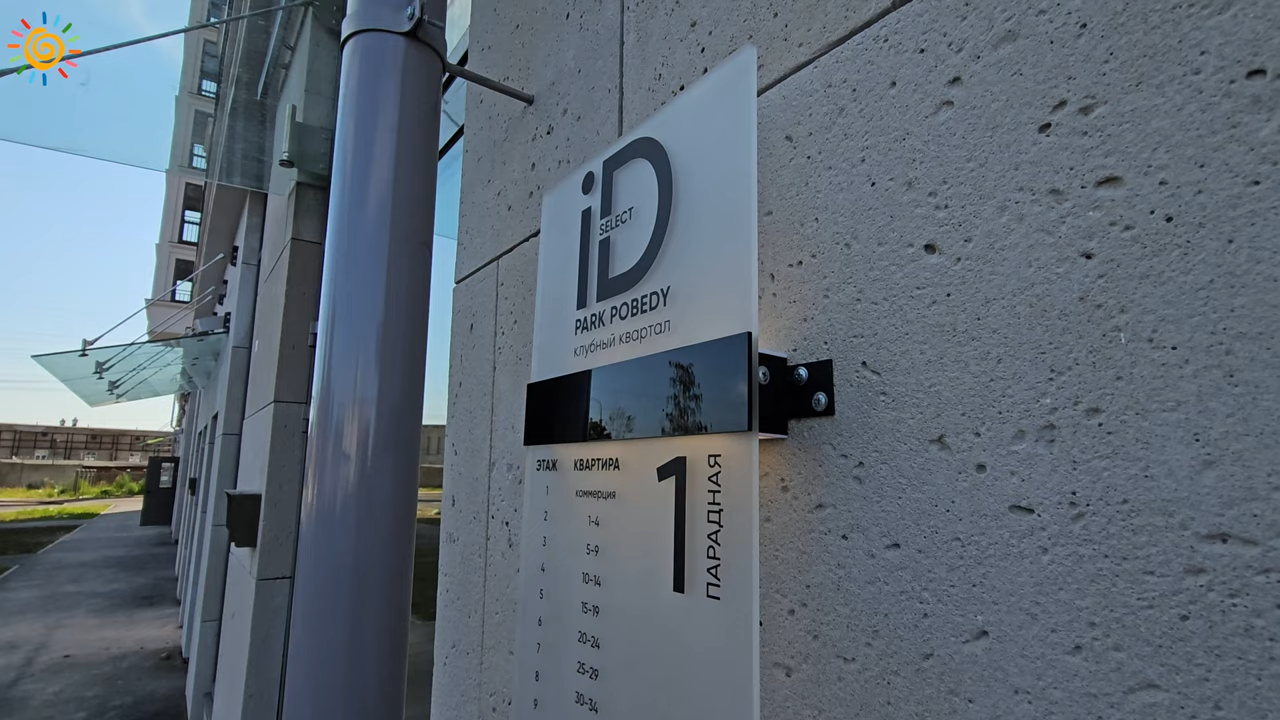 iD
SELECT
PARK POBEDY
клубный квартал
ЭТАЖ КВАРТИРА
1 коммерция
2 1-4
3 5-9
4 10-14
5 15-19
6 20-24
7 25-29
8 30-34
9
1 ПАРАДНАЯ